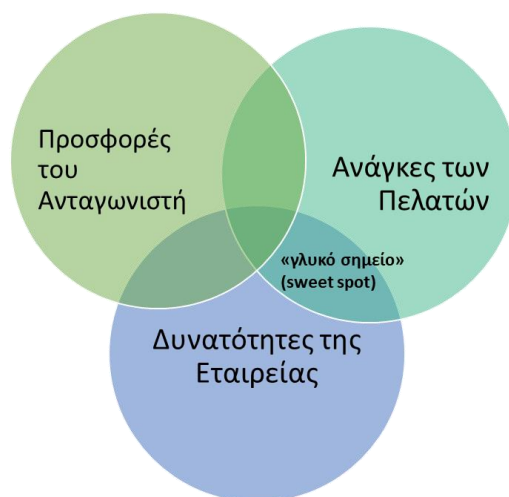 Προσφορές
του
Ανταγωνιστή
Ανάγκες των
Πελατών
«γλυκό σημείο»
(sweet spot)
Δυνατότητες της
Εταιρείας